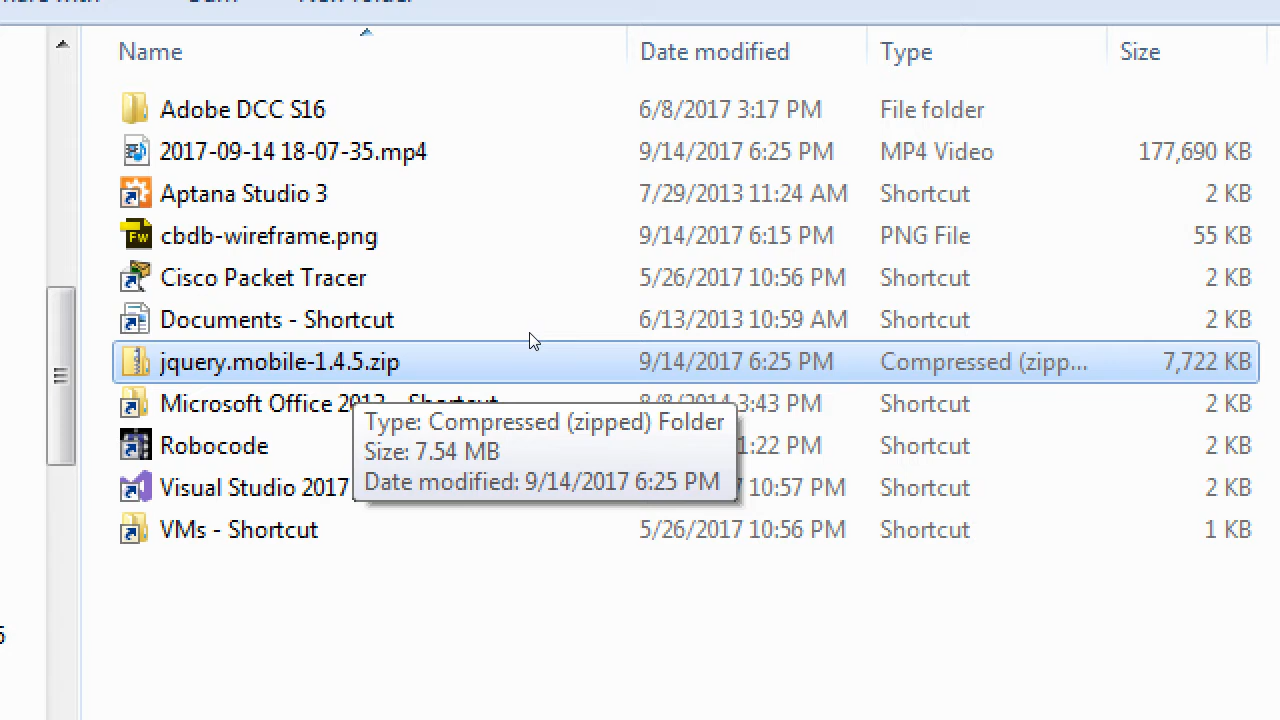 Name Date modified Type Size
Adobe DCC S16 6/8/2017 3:17 PM File folder
2017-09-14 18-07-35.mp4 9/14/2017 6:25 PM MP4 Video 177,690 KB
Aptana Studio 3 7/29/2013 11:24 AM Shortcut 2 KB
cbdb-wireframe.png 9/14/2017 6:15 PM PNG File 55 KB
Cisco Packet Tracer 5/26/2017 10:56 PM Shortcut 2 KB
Documents - Shortcut 6/13/2013 10:59 AM Shortcut 2 KB
jquery.mobile-1.4.5.zip 9/14/2017 6:25 PM Compressed (zipp... 7,722 KB
Microsoft Office 2013 - Shortcut 8/8/2014 3:43 PM Shortcut 2 KB
Type: Compressed (zipped) Folder
Robocode 1:22 PM Shortcut 2 KB
Size: 7.54 MB
Date modified: 9/14/2017 6:25 PM
Visual Studio 2017 10:57 PM Shortcut 2 KB
VMs - Shortcut 5/26/2017 10:56 PM Shortcut 1 KB